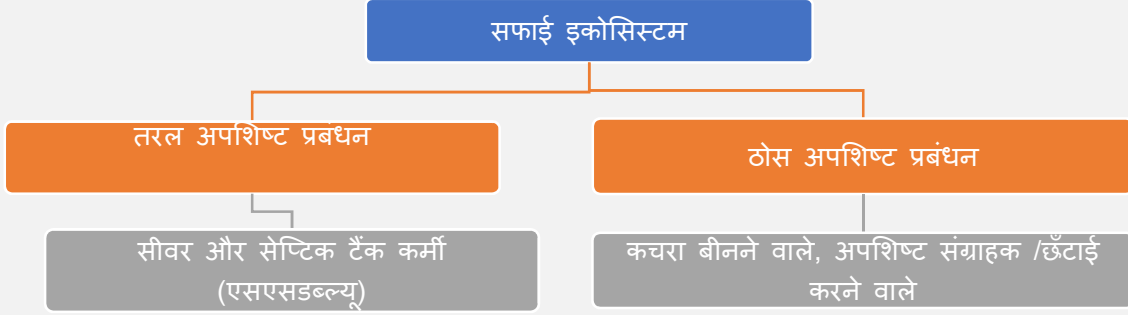 सफाई इकोसिस्टम
तरल अपशिष्ट प्रबंधन
ठोस अपशिष्ट प्रबंधन
सीवर और सेप्टिक टैंक कर्मी
(एसएसडब्ल्यू)
कचरा बीनने वाले, अपशिष्ट संग्राहक /छँटाई
करने वाले